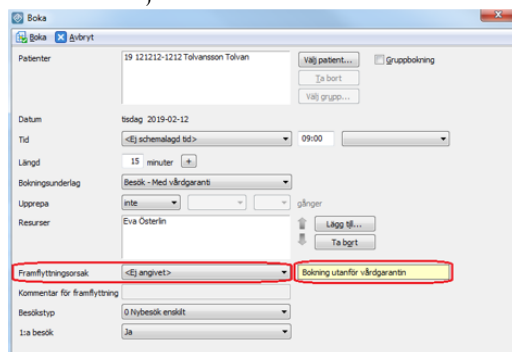 Boka
Boka Avbryt
Patienter 19 121212-1212 Tolvansson Tolvan Välj patient... Gruppbokning
Ta bort
Välj grupp...
Datum tisdag 2019-02-12
Tid <Ej schemalagd tid> 09:00
Längd 15 minuter +
Bokningsunderlag Besök - Med vårdgaranti
Upprepa inte gånger
Resurser Eva Österlin Lägg till...
Ta bort
Framflyttningsorsak <Ej angivet> Bokning utanför vårdgarantin
Kommentar för framflyttning
Besökstyp 0 Nybesök enskilt
1:a besök Ja